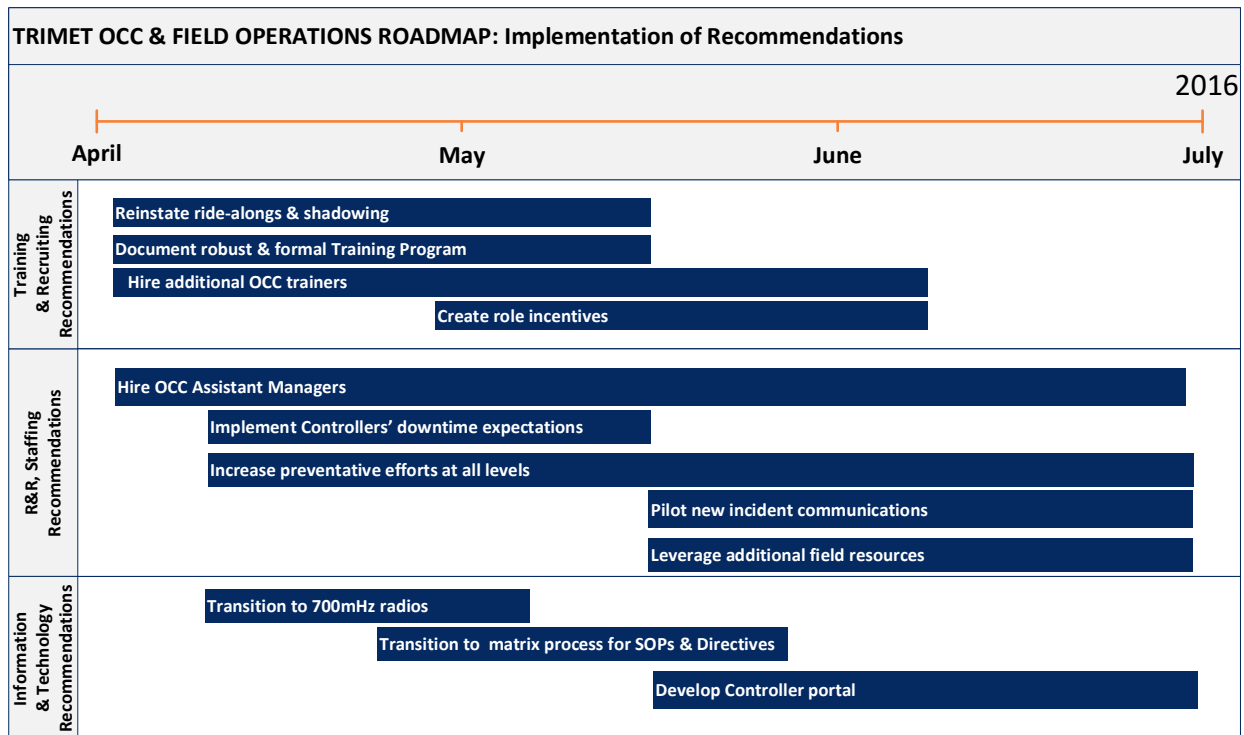 TRIMET OCC & FIELD OPERATIONS ROADMAP: Implementation of Recommendations
2016
April May June July
Training
& Recruiting
Recommendations
Reinstate ride-alongs & shadowing
Document robust & formal Training Program
Hire additional OCC trainers
Create role incentives
R&R, Staffing
Recommendations
Hire OCC Assistant Managers
Implement Controllers' downtime expectations
Increase preventative efforts at all levels
Pilot new incident communications
Leverage additional field resources
Information
& Technology
Recommendations
Transition to 700mHz radios
Transition to  matrix process for SOPs & Directives
Develop Controller portal